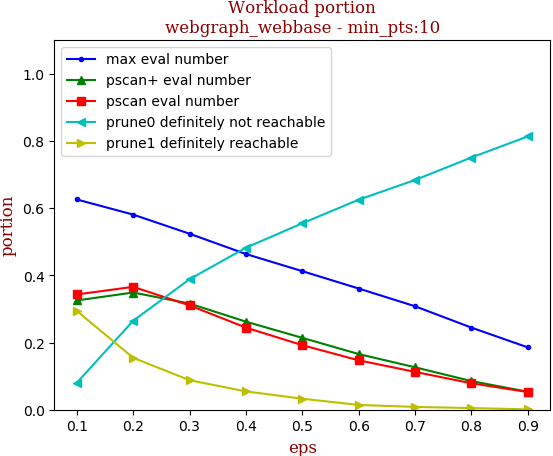 Workload portion
webgraph_webbase - min_pts:10
max eval number
pscan+ eval number
pscan eval number
prune0 definitely not reachable
prune1 definitely reachable
portion
1.0
0.8
0.6
0.4
0.2
0.0
0.1 0.2 0.3 0.4 0.5 0.6 0.7 0.8 0.9
eps